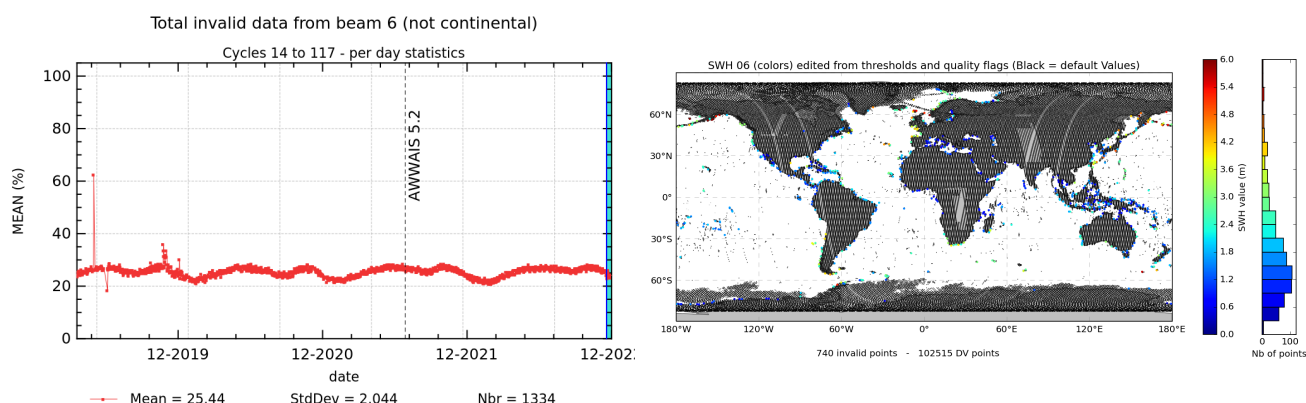 Total invalid data from beam 6 (not continental)
Cycles 14 to 117 - per day statistics
MEAN (%)
100
80
60
40
20
0
AWWAIS 5.2
12-2019 12-2020 12-2021 12-202
date
Mean = 25.44 StdDev = 2.044 Nbr = 1334
SWH 06 (colors) edited from thresholds and quality flags (Black = default Values)
60°N
30°N
0°
30°S
60°S
180°W 120°W 60°W 0° 60°E 120°E 180°E
740 invalid points - 102515 DV points
6.0
5.4
4.8
4.2
3.6
3.0
2.4
1.8
1.2
0.6
0.0
SWH value (m)
0 100
Nb of points